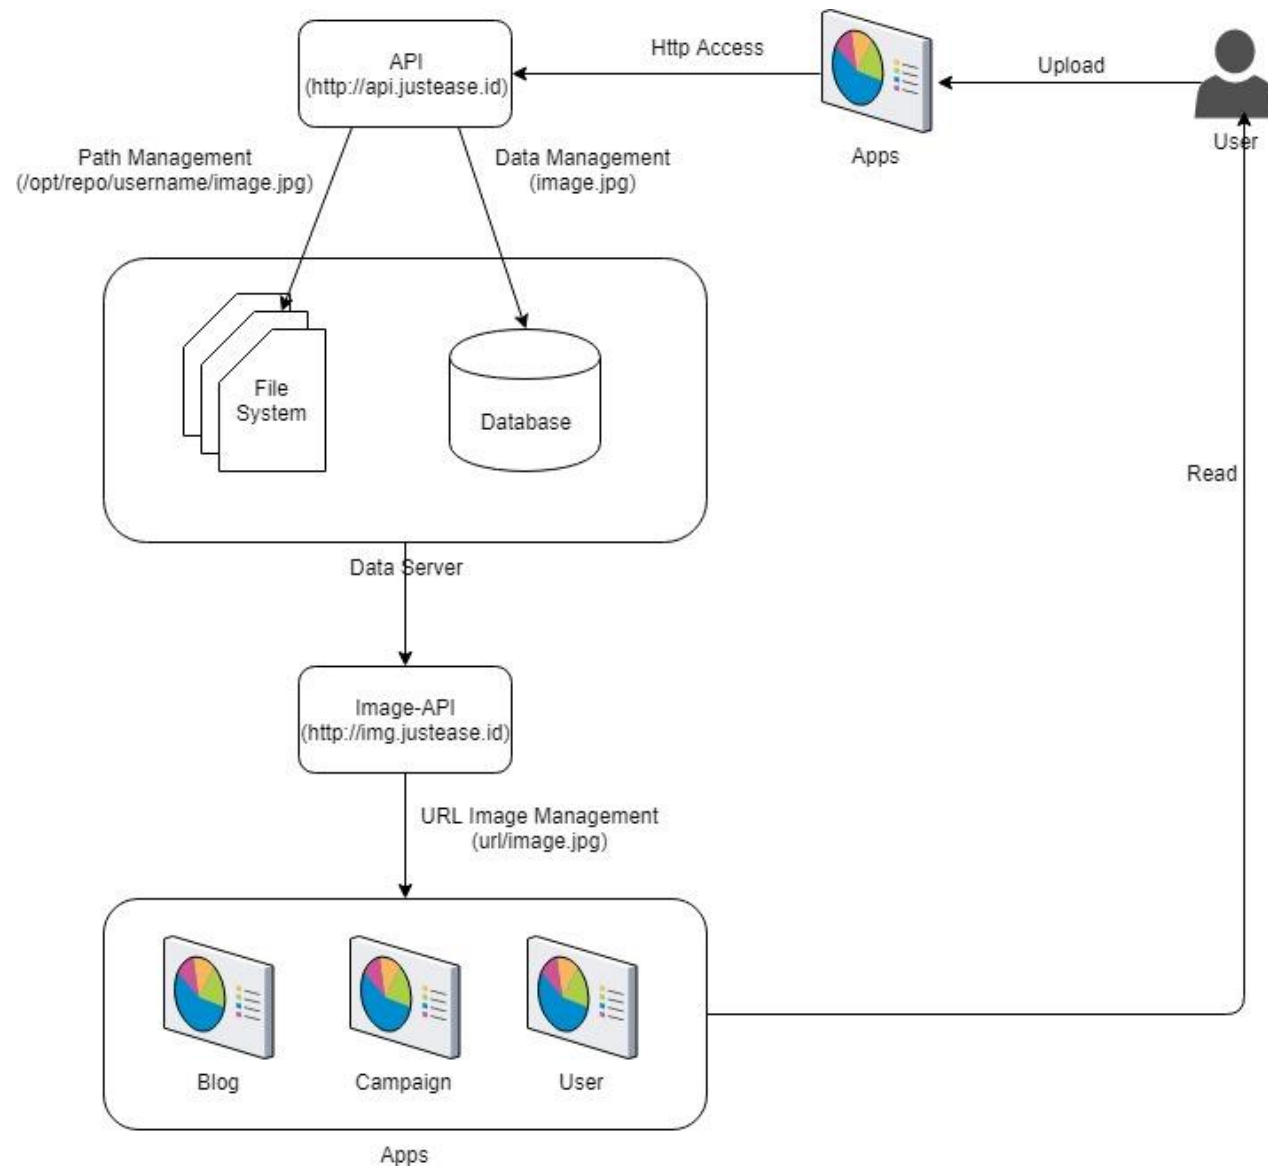 API
(http://api.justease.id)
Http Access
Apps
Upload
User
Path Management
(/opt/repo/username/image.jpg)
Data Management
(image.jpg)
File
System
Database
Data Server
Read
Image-API
(http://img.justease.id)
URL Image Management
(url/image.jpg)
Blog
Campaign
User
Apps